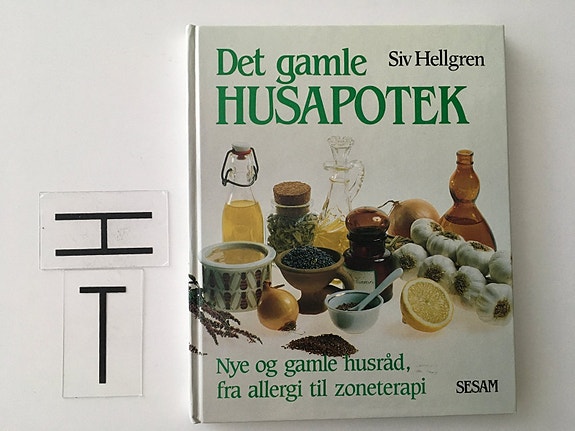 Det gamle Siv Hellgren
HUSAPOTEK
H
T
Nye og gamle husråd,
fra allergi til zoneterapi
SESAM